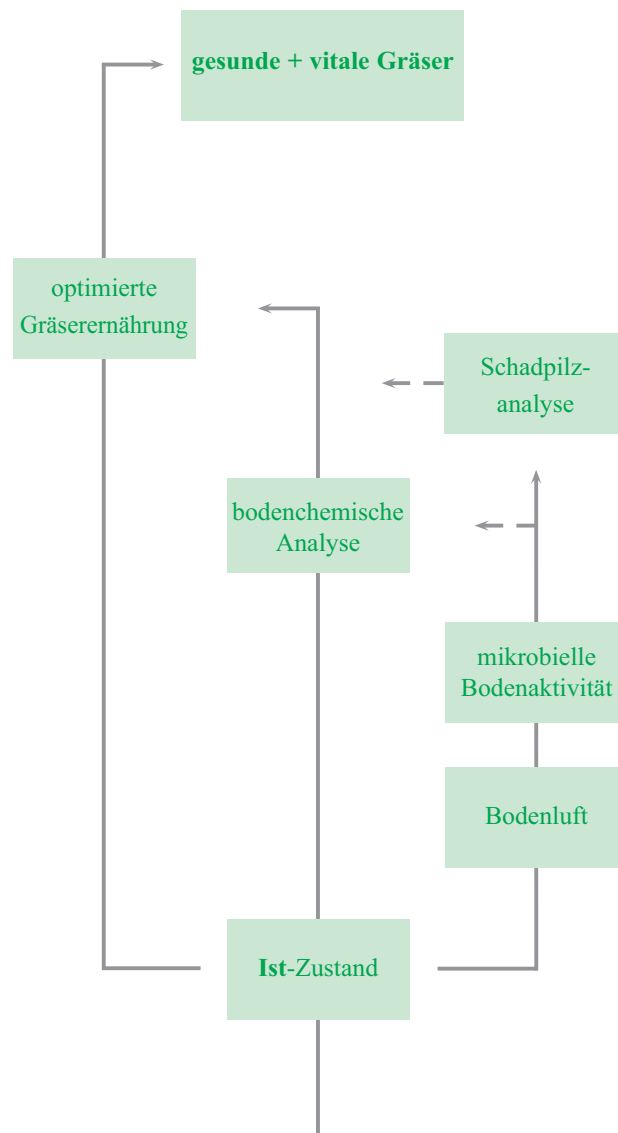 gesunde + vitale Gräser
optimierte
Gräserernährung
Schadpilz-
analyse
bodenchemische
Analyse
mikrobielle
Bodenaktivität
Bodenluft
Ist-Zustand